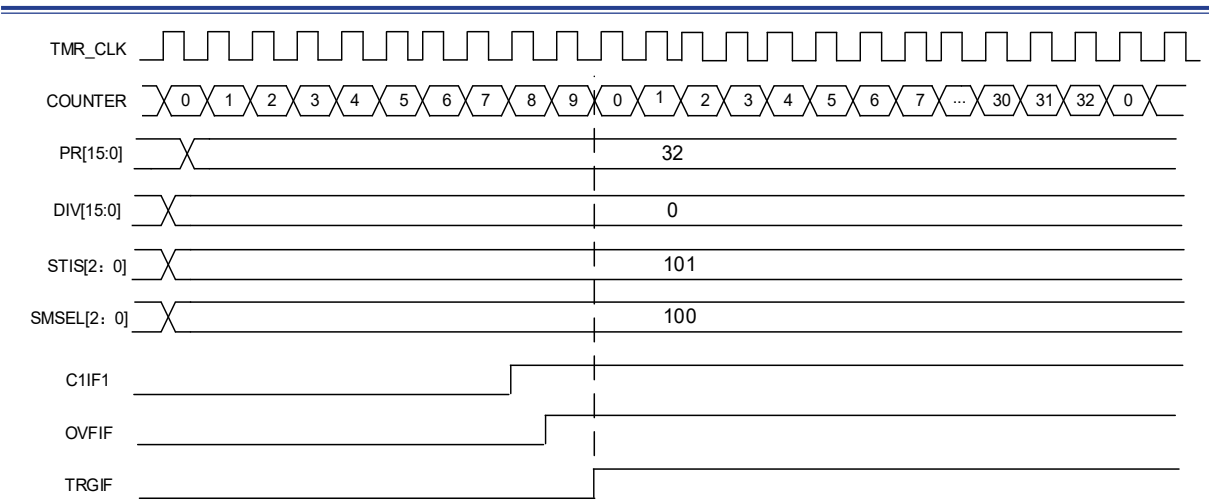 TMR_CLK
COUNTER 0 1 2 3 4 5 6 7 8 9 0 1 2 3 4 5 6 7 ... 30 31 32 0
PR[15:0] 32
DIV[15:0] 0
STIS[2：0] 101
SMSEL[2：0] 100
C1IF1
OVFIF
TRGIF